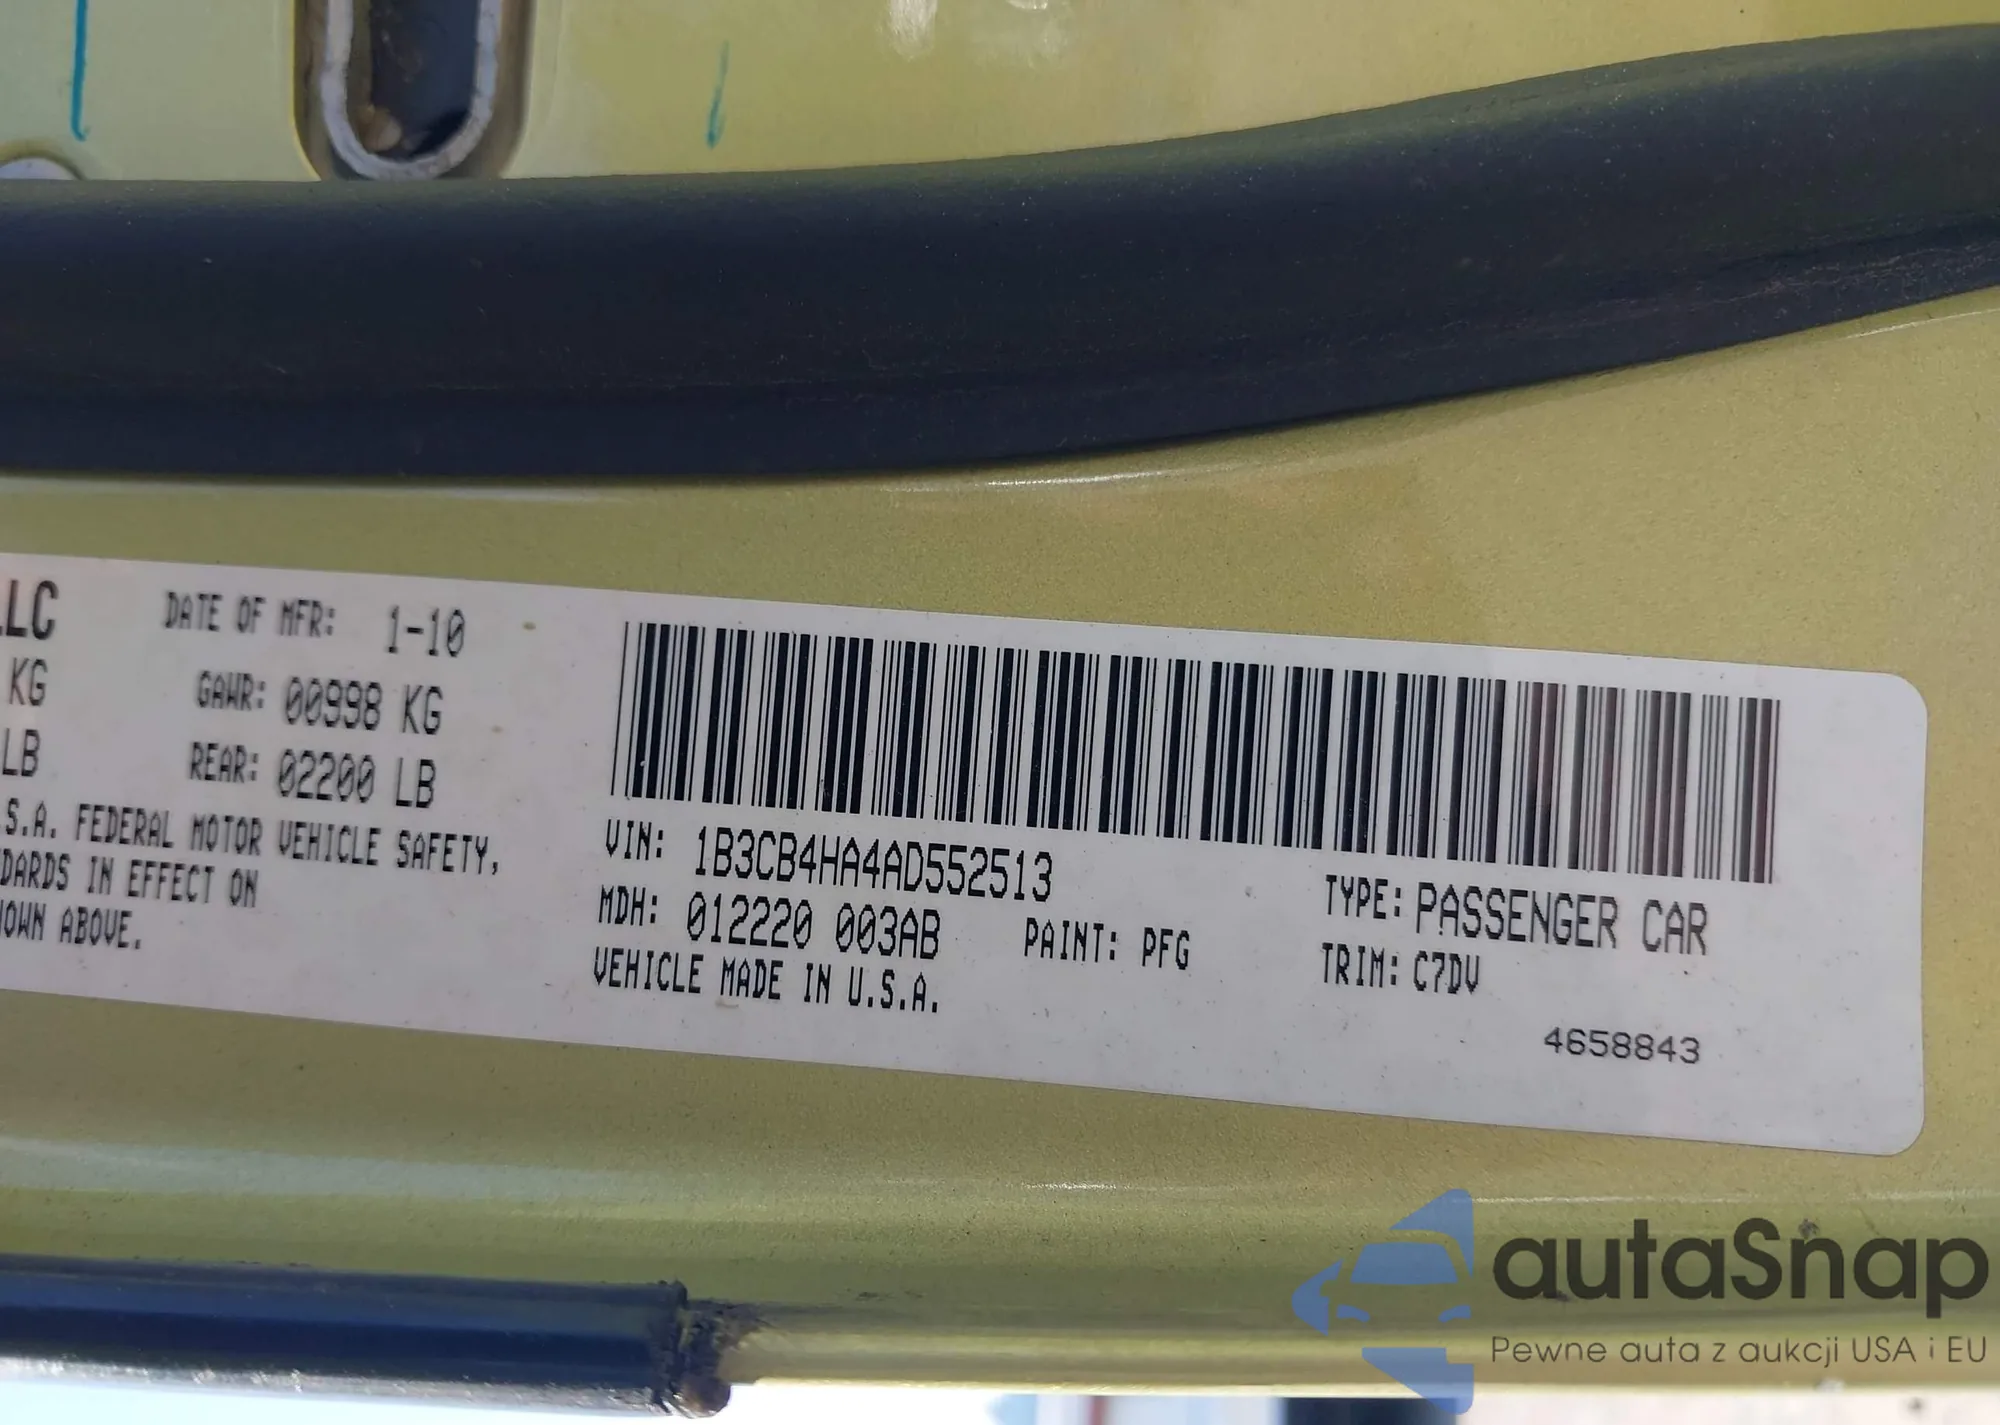 LLC DATE OF MFR: 1-10
KG GAWR: 00998 KG
LB REAR: 02200 LB
.S.A. FEDERAL MOTOR VEHICLE SAFETY,
DARDS IN EFFECT ON
HOWN ABOVE.
VIN: 1B3CB4HA4AD552513 TYPE: PASSENGER CAR
MDH: 012220 003AB PAINT: PFG TRIM: C7DV
VEHICLE MADE IN U.S.A.
4658843
autaSnap
Pewne auta z aukcji USA i EU